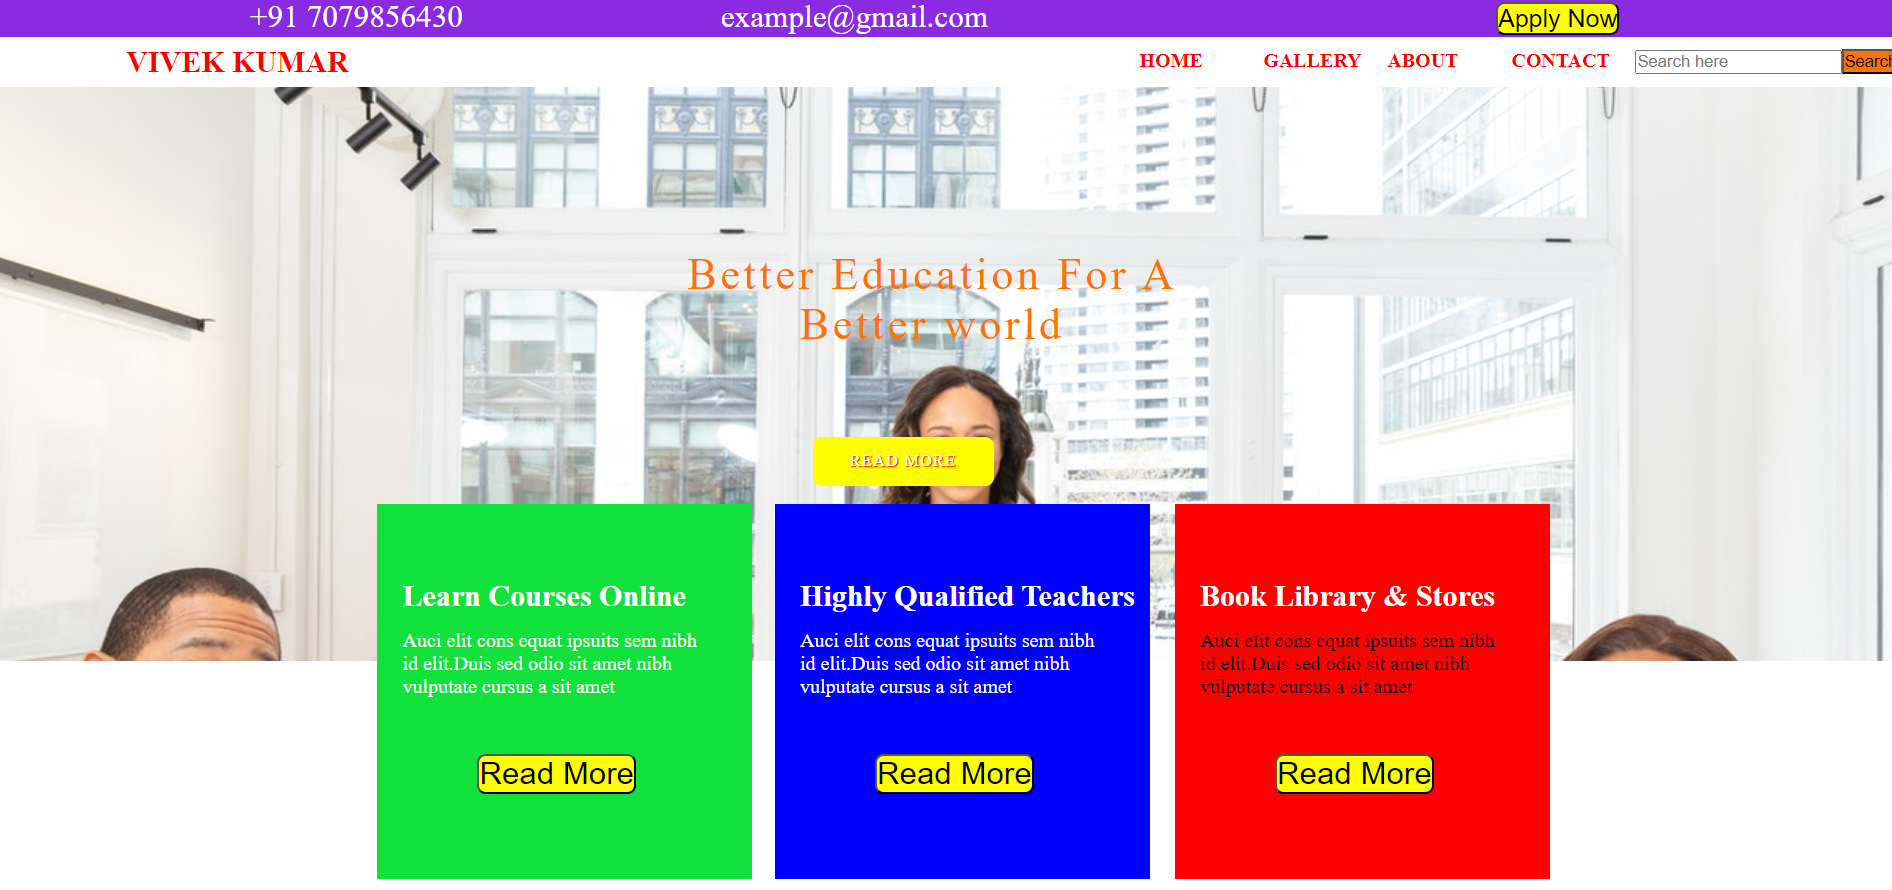 +91 7079856430 example@gmail.com Apply Now
VIVEK KUMAR HOME GALLERY ABOUT CONTACT Search here Search
Better Education For A
Better world
READ MORE
Learn Courses Online
Auci elit cons equat ipsuits sem nibh
id elit.Duis sed odio sit amet nibh
vulputate cursus a sit amet
Read More
Highly Qualified Teachers
Auci elit cons equat ipsuits sem nibh
id elit.Duis sed odio sit amet nibh
vulputate cursus a sit amet
Read More
Book Library & Stores
Auci elit cons equat ipsuits sem nibh
id elit.Duis sed odio sit amet nibh
vulputate cursus a sit amet
Read More